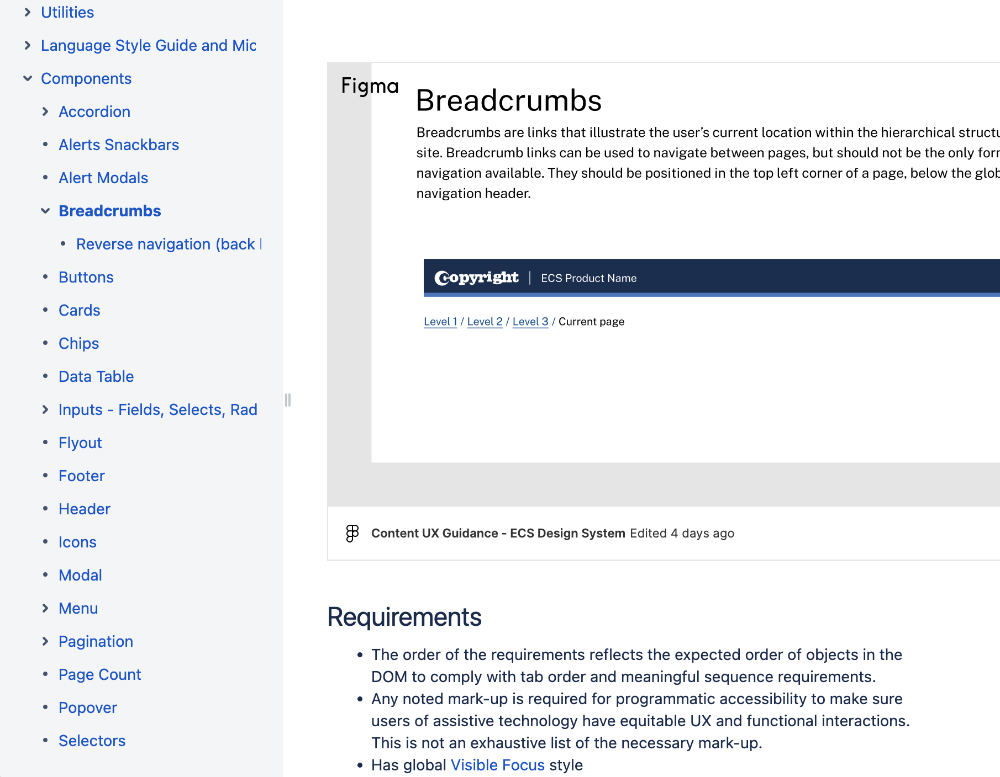 Utilities
Language Style Guide and Mic
Components
Accordion
Alerts Snackbars
Alert Modals
Breadcrumbs
Reverse navigation (back l
Buttons
Cards
Chips
Data Table
Inputs - Fields, Selects, Rad
Flyout
Footer
Header
Icons
Modal
Menu
Pagination
Page Count
Popover
Selectors
Figma
Breadcrumbs
Breadcrumbs are links that illustrate the user’s current location within the hierarchical structu
site. Breadcrumb links can be used to navigate between pages, but should not be the only for
navigation available. They should be positioned in the top left corner of a page, below the glob
navigation header.
Copyright | ECS Product Name
Level 1 / Level 2 / Level 3 / Current page
Content UX Guidance - ECS Design System Edited 4 days ago
Requirements
• The order of the requirements reflects the expected order of objects in the
DOM to comply with tab order and meaningful sequence requirements.
• Any noted mark-up is required for programmatic accessibility to make sure
users of assistive technology have equitable UX and functional interactions.
This is not an exhaustive list of the necessary mark-up.
• Has global Visible Focus style